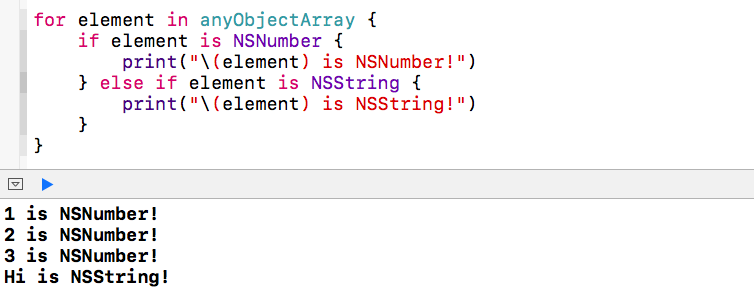 for element in anyObjectArray {
    if element is NSNumber {
        print("\(element) is NSNumber!")
    } else if element is NSString {
        print("\(element) is NSString!")
    }
}
1 is NSNumber!
2 is NSNumber!
3 is NSNumber!
Hi is NSString!